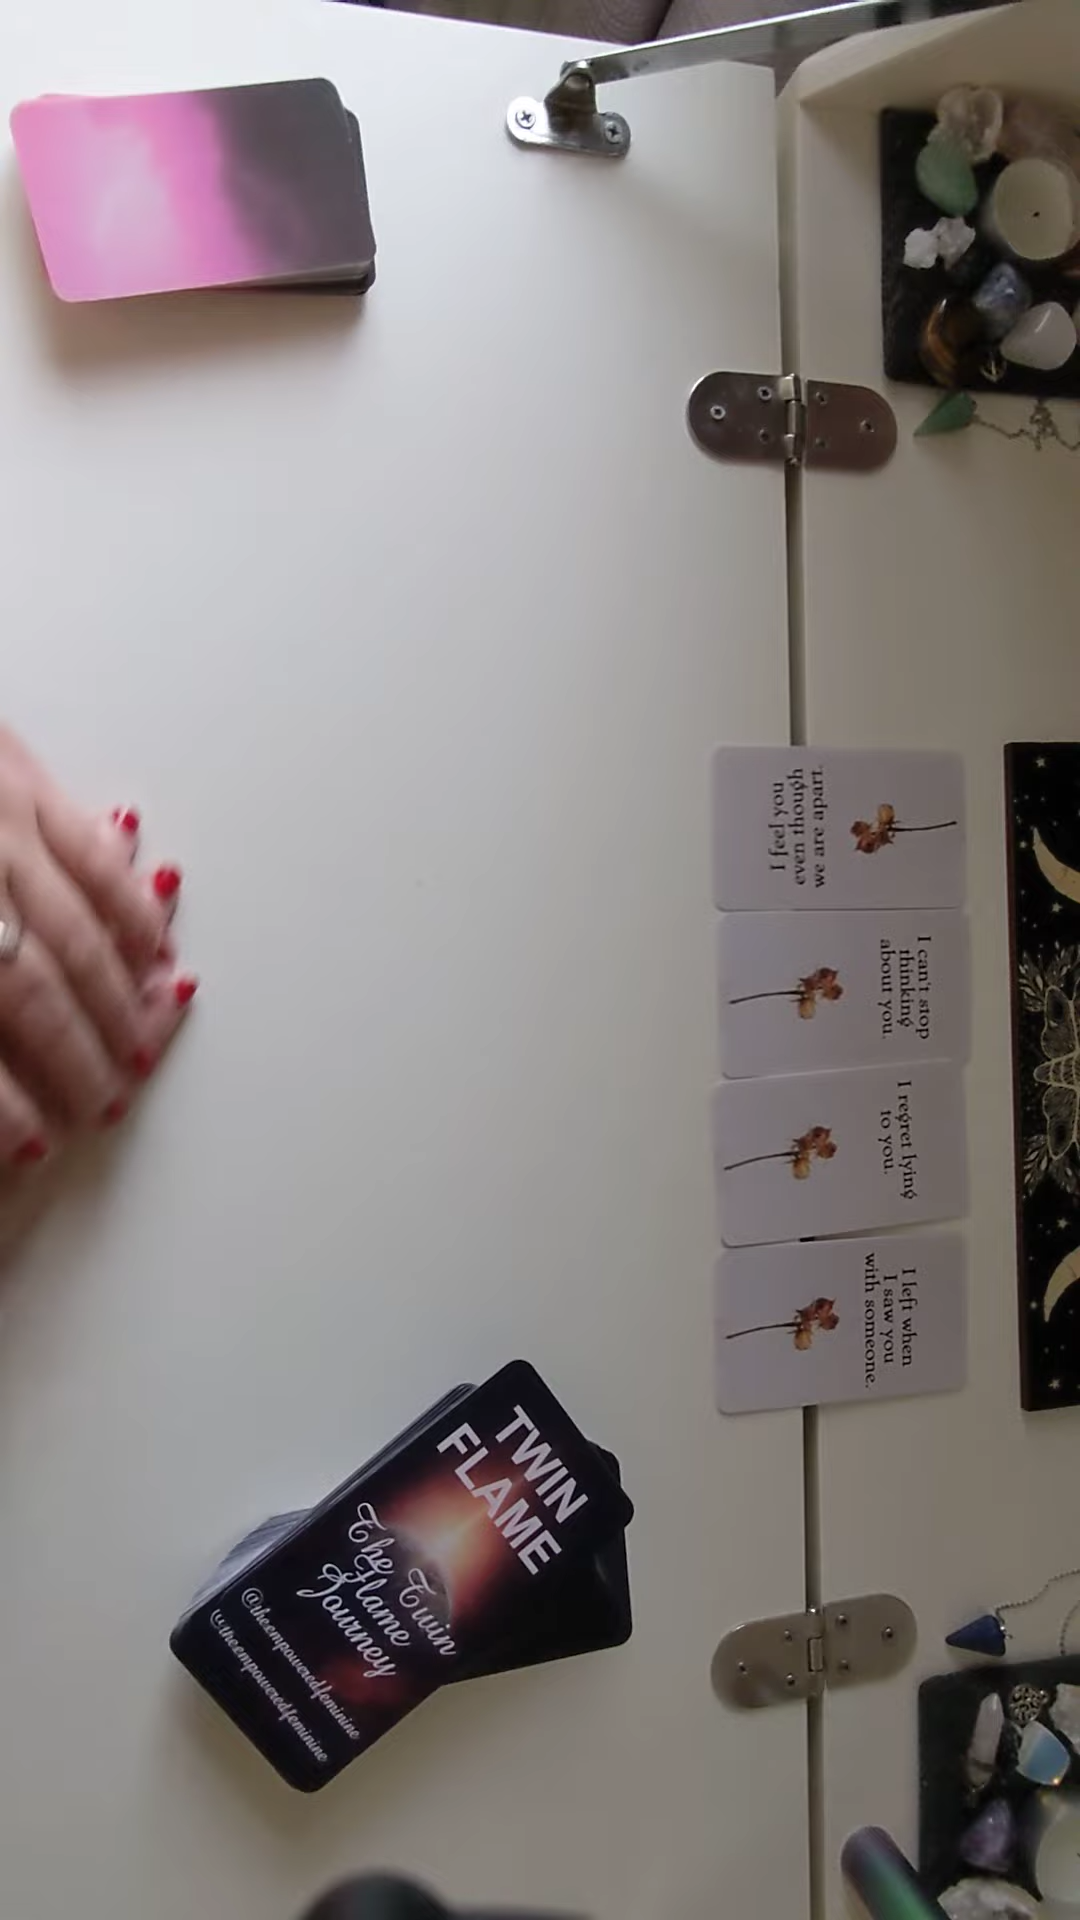 I feel you
even though
we are apart.
I can't stop
thinking
about you.
I regret lying
to you.
I left when
I saw you
with someone.
TWIN
FLAME
The Twin
Flame
Journey
@theempoweredfeminine
@theempoweredfeminine